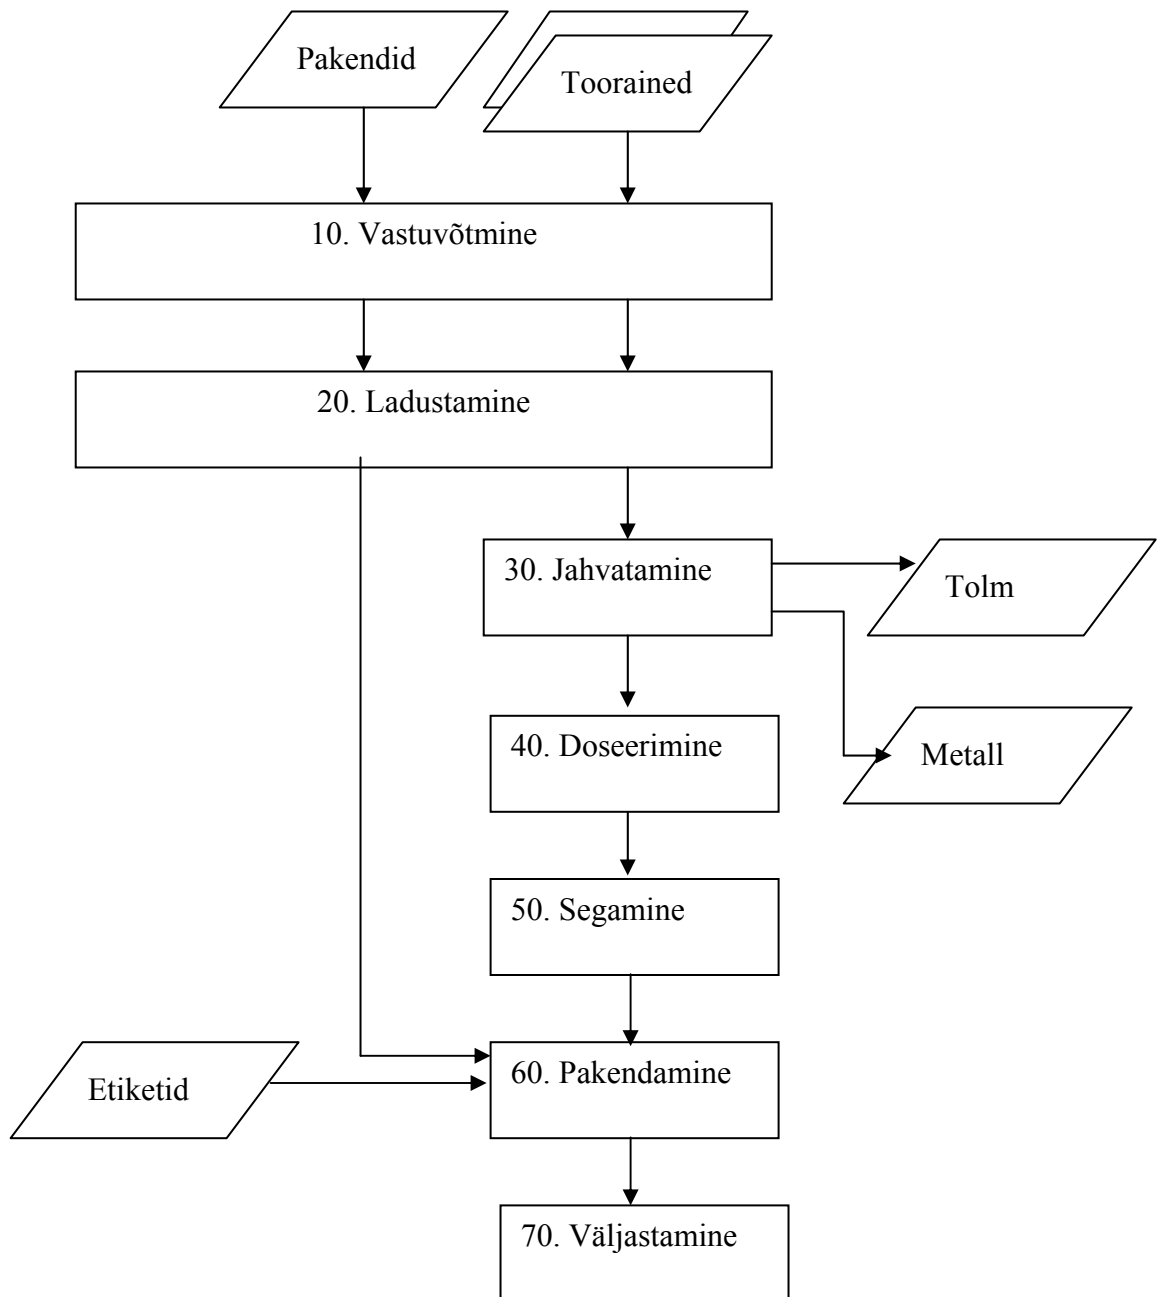 Pakendid
Toorained
10. Vastuvõtmine
20. Ladustamine
30. Jahvatamine
Tolm
40. Doseerimine
Metall
50. Segamine
60. Pakendamine
Etiketid
70. Väljastamine